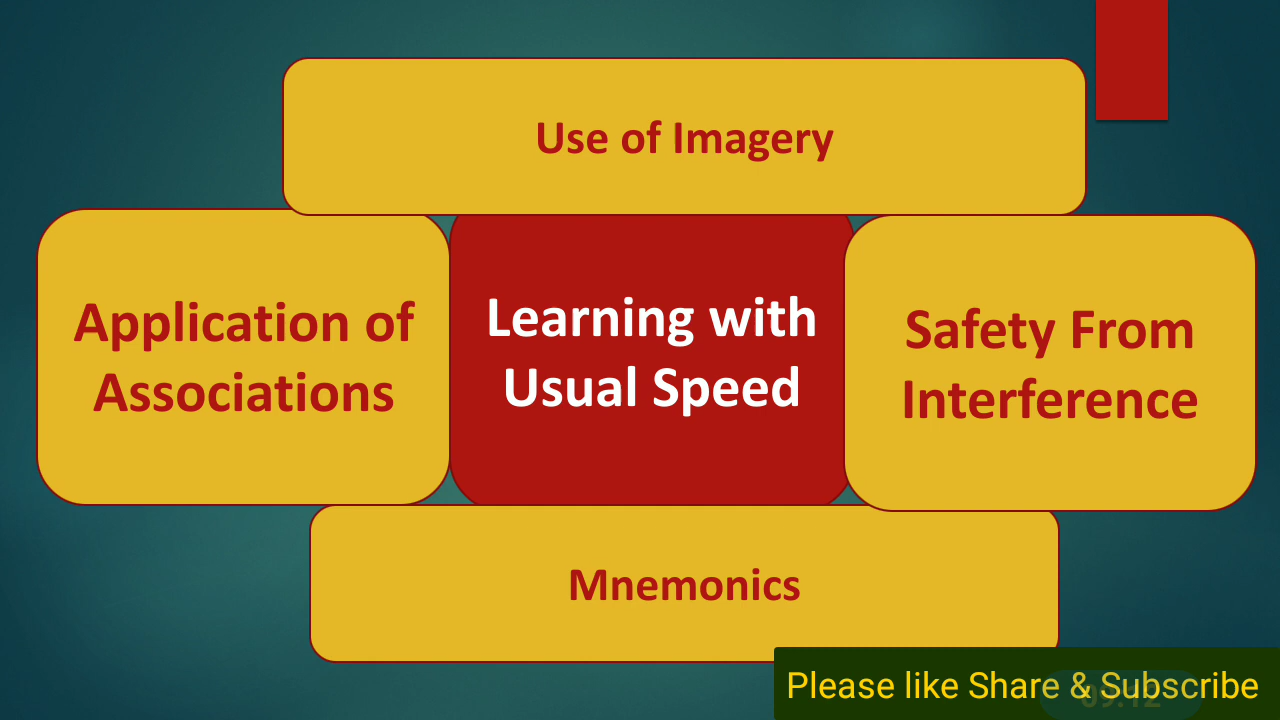 Use of Imagery
Application of
Associations
Learning with
Usual Speed
Safety From
Interference
Mnemonics
Please like Share & Subscribe